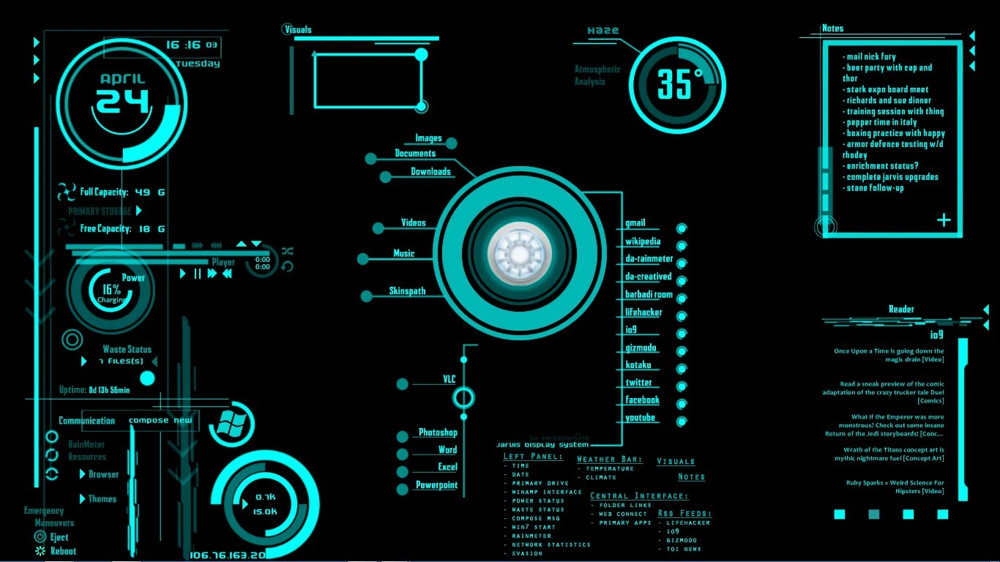 16 :16 03
Tuesday
April
24
Full Capacity: 49 G
PRIMARY STORAGE
Free Capacity: 18 G
Player
0:00
0:00
Power
16%
Charging
Waste Status
7 Files(s)
Uptime: 0d 13h 56min
Communication
compose new
RainMeter
Resources
Browser
Themes
Emergency
Maneuvers
Eject
Reboot
0.7k
15.0k
106.76.163.20
Visuals
Haze
Atmospheric
Analysis
35°
Images
Documents
Downloads
Videos
Music
Skinspath
VLC
Photoshop
Word
Excel
Powerpoint
gmail
wikipedia
da-rainmeter
da-creatived
barbadi room
lifehacker
io9
gizmodo
kotaku
twitter
facebook
youtube
by barbadianOne
Jarvis Display System
Left Panel:
- Time
- Date
- Primary Drive
- Winamp Interface
- Power Status
- Waste Status
- Compose Msg
- Win7 Start
- Rainmeter
- Network Statistics
- Evasion
Weather Bar:
- Temperature
- Climate
Visuals
Notes
Central Interface:
- Folder Links
- Web Connect
- Primary Apps
Rss Feeds:
- Lifehacker
- io9
- Gizmodo
- TOI News
Notes
- mail nick fury
- beer party with cap and
thor
- stark expo board meet
- richards and sue dinner
- training session with thing
- pepper time in italy
- boxing practice with happy
- armor defence testing w/d
rhodey
- enrichment status?
- complete jarvis upgrades
- stane follow-up
Reader
io9
Once Upon a Time is going down the
magic drain [Video]
Read a sneak preview of the comic
adaptation of the crazy trucker tale Duel
[Comics]
What if the Emperor was more
monstrous? Check out some insane
Return of the Jedi storyboards! [Conc...
Wrath of the Titans concept art is
mythic nightmare fuel [Concept Art]
Ruby Sparks = Weird Science For
Hipsters [Video]